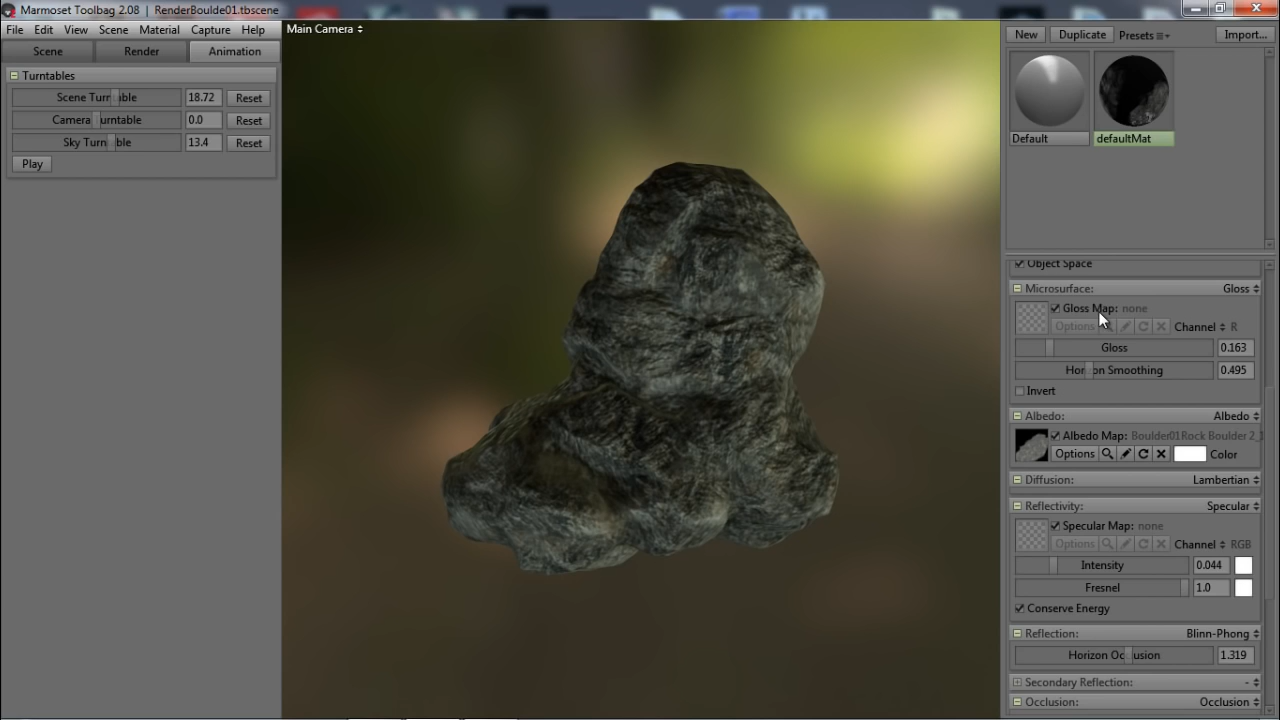 Marmoset Toolbag 2.08 | RenderBoulde01.tbscene
File Edit View Scene Material Capture Help
Main Camera
Scene Render Animation
Turntables
Scene Turntable 18.72 Reset
Camera Turntable 0.0 Reset
Sky Turntable 13.4 Reset
Play
New Duplicate Presets Import...
Default defaultMat
Object Space
Microsurface: Gloss
Gloss Map: none
Options Channel R
Gloss 0.163
Horizon Smoothing 0.495
Invert
Albedo: Albedo
Albedo Map: Boulder01Rock Boulder 2_1
Options Color
Diffusion: Lambertian
Reflectivity: Specular
Specular Map: none
Options Channel RGB
Intensity 0.044
Fresnel 1.0
Conserve Energy
Reflection: Blinn-Phong
Horizon Occlusion 1.319
Secondary Reflection: -
Occlusion: Occlusion